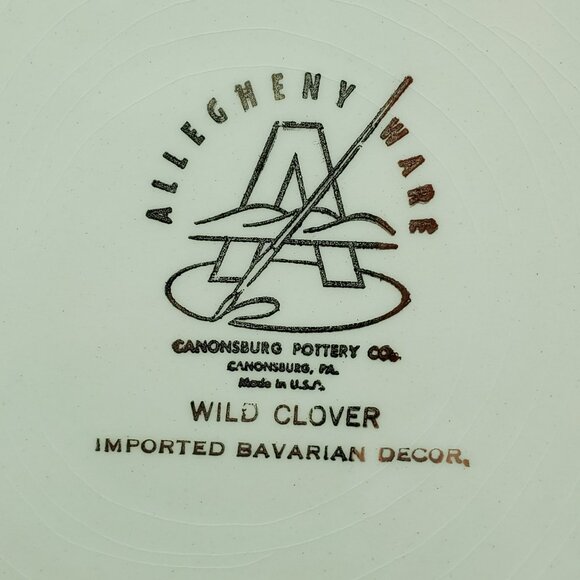 ALLEGHENY WARE
A
CANONSBURG POTTERY CO.
CANONSBURG, PA.
Made in U.S.A.
WILD CLOVER
IMPORTED BAVARIAN DECOR.